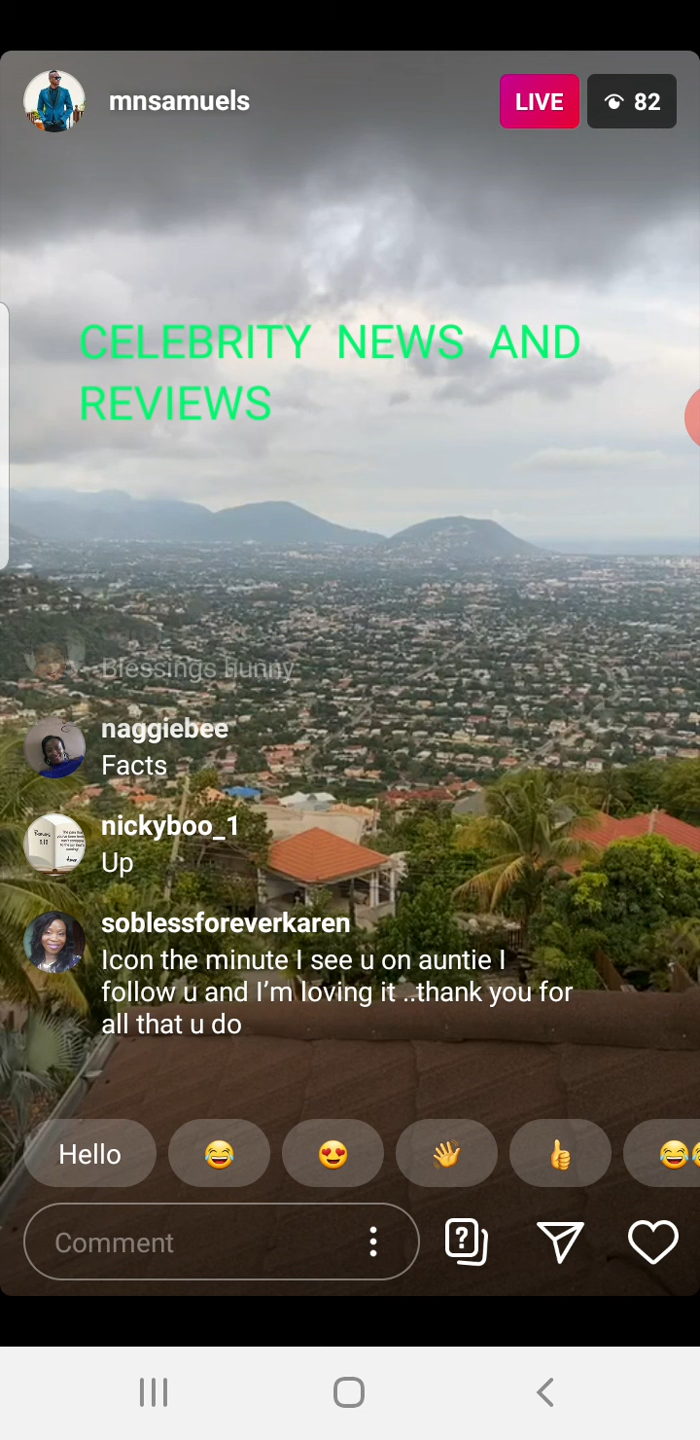 mnsamuels
LIVE
82
CELEBRITY NEWS AND
REVIEWS
Blessings hunny
naggiebee
Facts
nickyboo_1
Up
soblessforeverkaren
Icon the minute I see u on auntie I
follow u and I'm loving it ..thank you for
all that u do
Hello
Comment